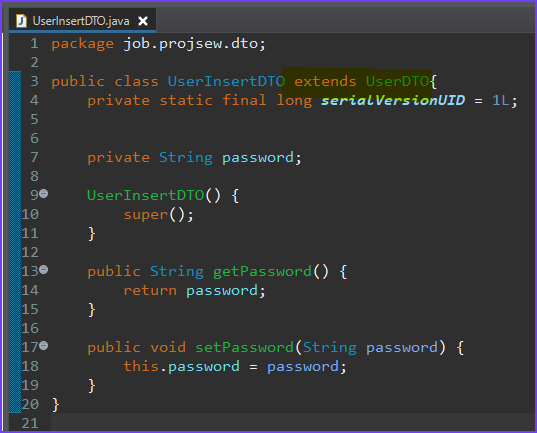 UserInsertDTO.java
1 package job.projsew.dto;
2
3 public class UserInsertDTO extends UserDTO{
4     private static final long serialVersionUID = 1L;
5
6
7     private String password;
8
9     UserInsertDTO() {
10         super();
11     }
12
13     public String getPassword() {
14         return password;
15     }
16
17     public void setPassword(String password) {
18         this.password = password;
19     }
20 }
21